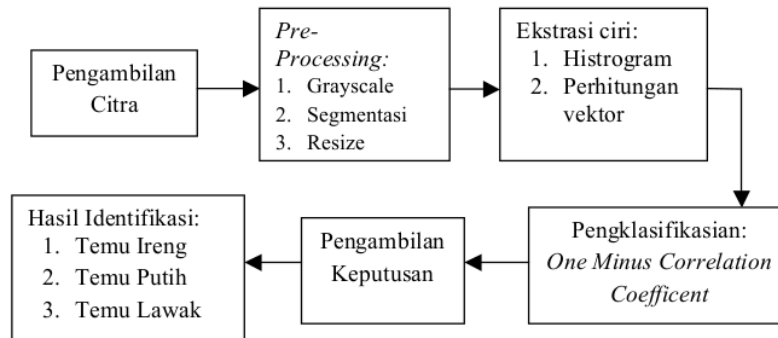 Pengambilan
Citra
Pre-
Processing:
1. Grayscale
2. Segmentasi
3. Resize
Ekstrasi ciri:
1. Histrogram
2. Perhitungan
vektor
Pengklasifikasian:
One Minus Correlation
Coefficent
Pengambilan
Keputusan
Hasil Identifikasi:
1. Temu Ireng
2. Temu Putih
3. Temu Lawak